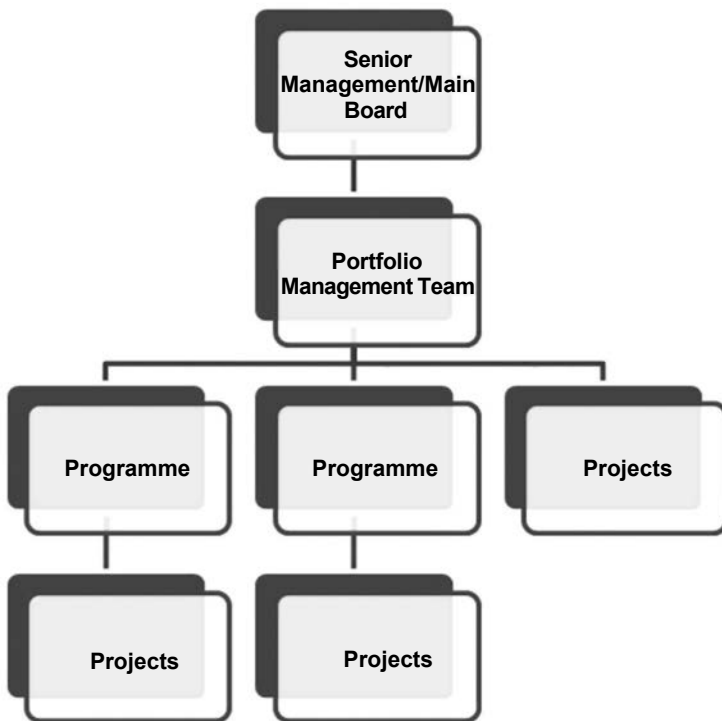 Senior
Management/Main
Board
Portfolio
Management Team
Programme
Programme
Projects
Projects
Projects